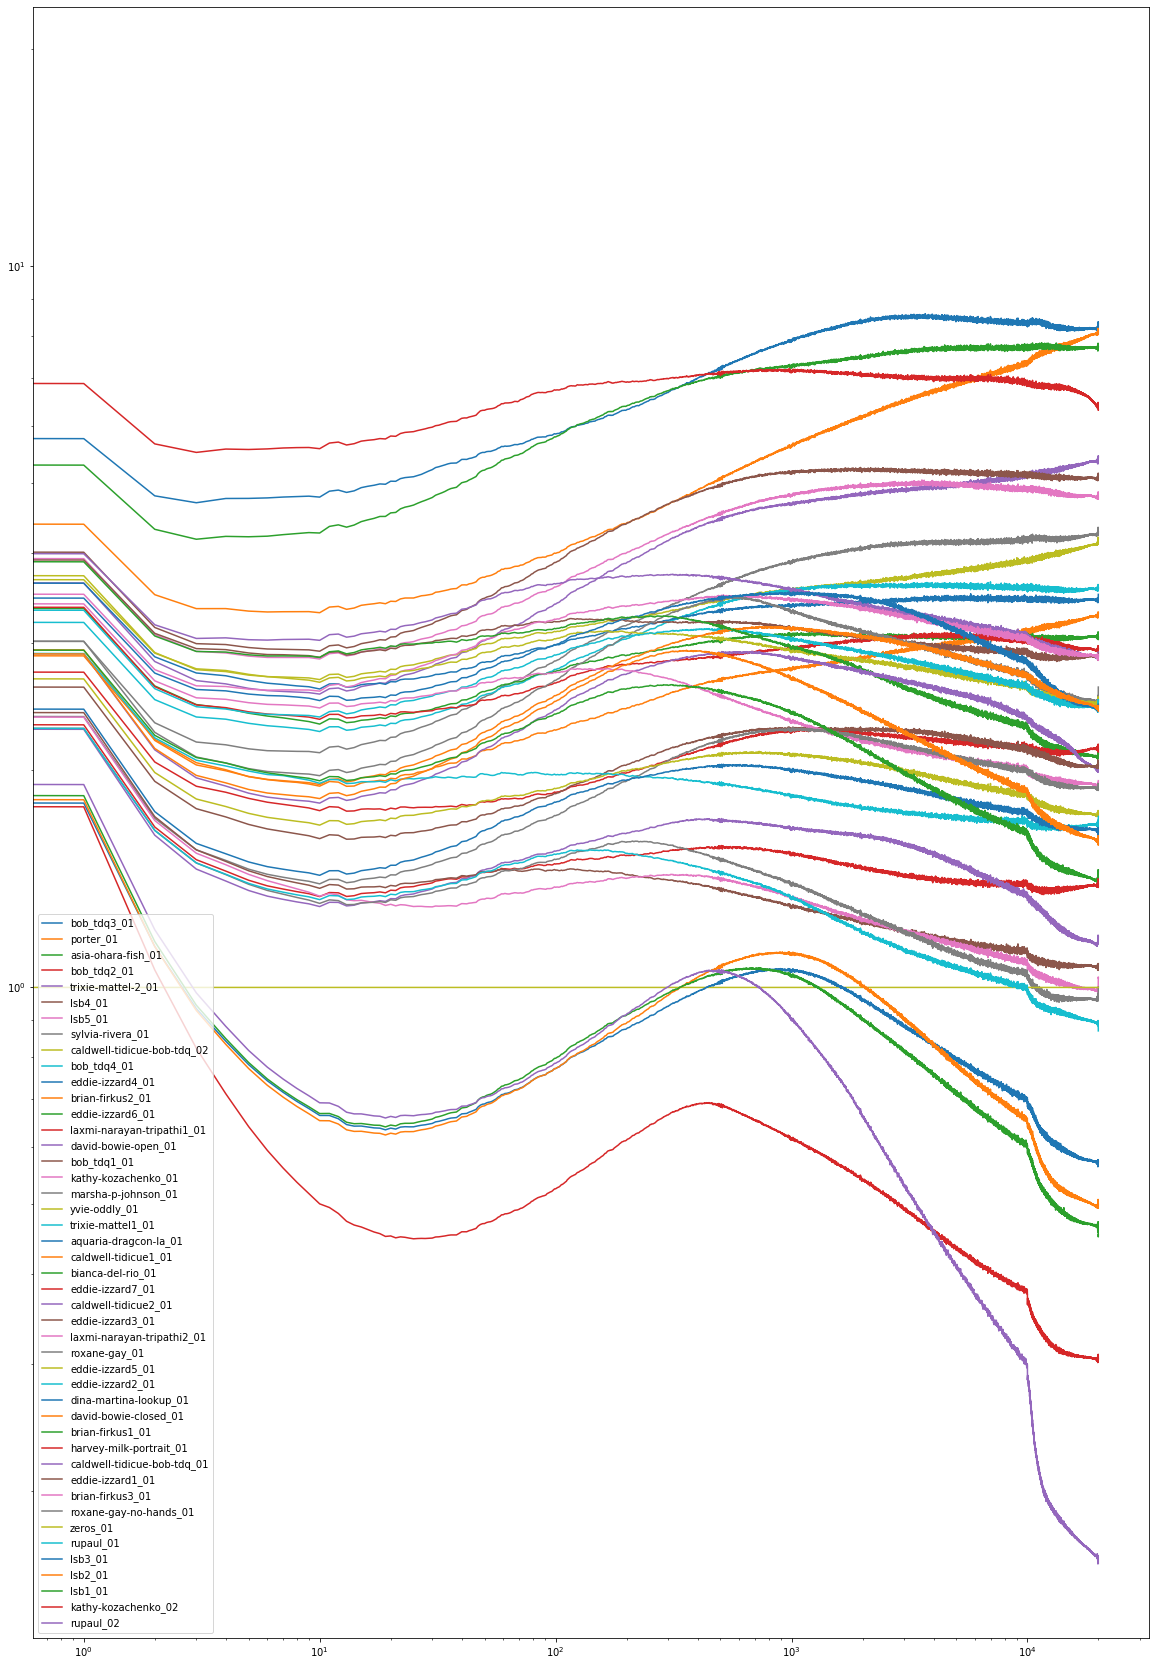 10¹
10⁰
bob_tdq3_01
porter_01
asia-ohara-fish_01
bob_tdq2_01
trixie-mattel-2_01
lsb4_01
lsb5_01
sylvia-rivera_01
caldwell-tidicue-bob-tdq_02
bob_tdq4_01
eddie-izzard4_01
brian-firkus2_01
eddie-izzard6_01
laxmi-narayan-tripathi1_01
david-bowie-open_01
bob_tdq1_01
kathy-kozachenko_01
marsha-p-johnson_01
yvie-oddly_01
trixie-mattel1_01
aquaria-dragcon-la_01
caldwell-tidicue1_01
bianca-del-rio_01
eddie-izzard7_01
caldwell-tidicue2_01
eddie-izzard3_01
laxmi-narayan-tripathi2_01
roxane-gay_01
eddie-izzard5_01
eddie-izzard2_01
dina-martina-lookup_01
david-bowie-closed_01
brian-firkus1_01
harvey-milk-portrait_01
caldwell-tidicue-bob-tdq_01
eddie-izzard1_01
brian-firkus3_01
roxane-gay-no-hands_01
zeros_01
rupaul_01
lsb3_01
lsb2_01
lsb1_01
kathy-kozachenko_02
rupaul_02
10⁰ 10¹ 10² 10³ 10⁴